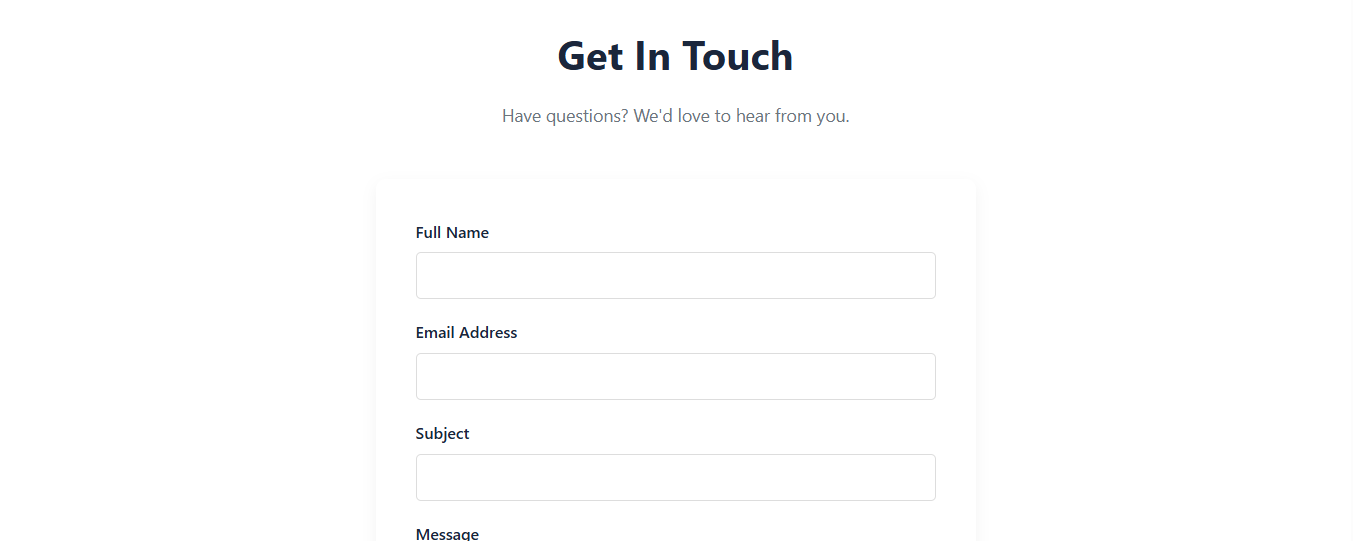 Get In Touch
Have questions? We'd love to hear from you.
Full Name
Email Address
Subject
Message